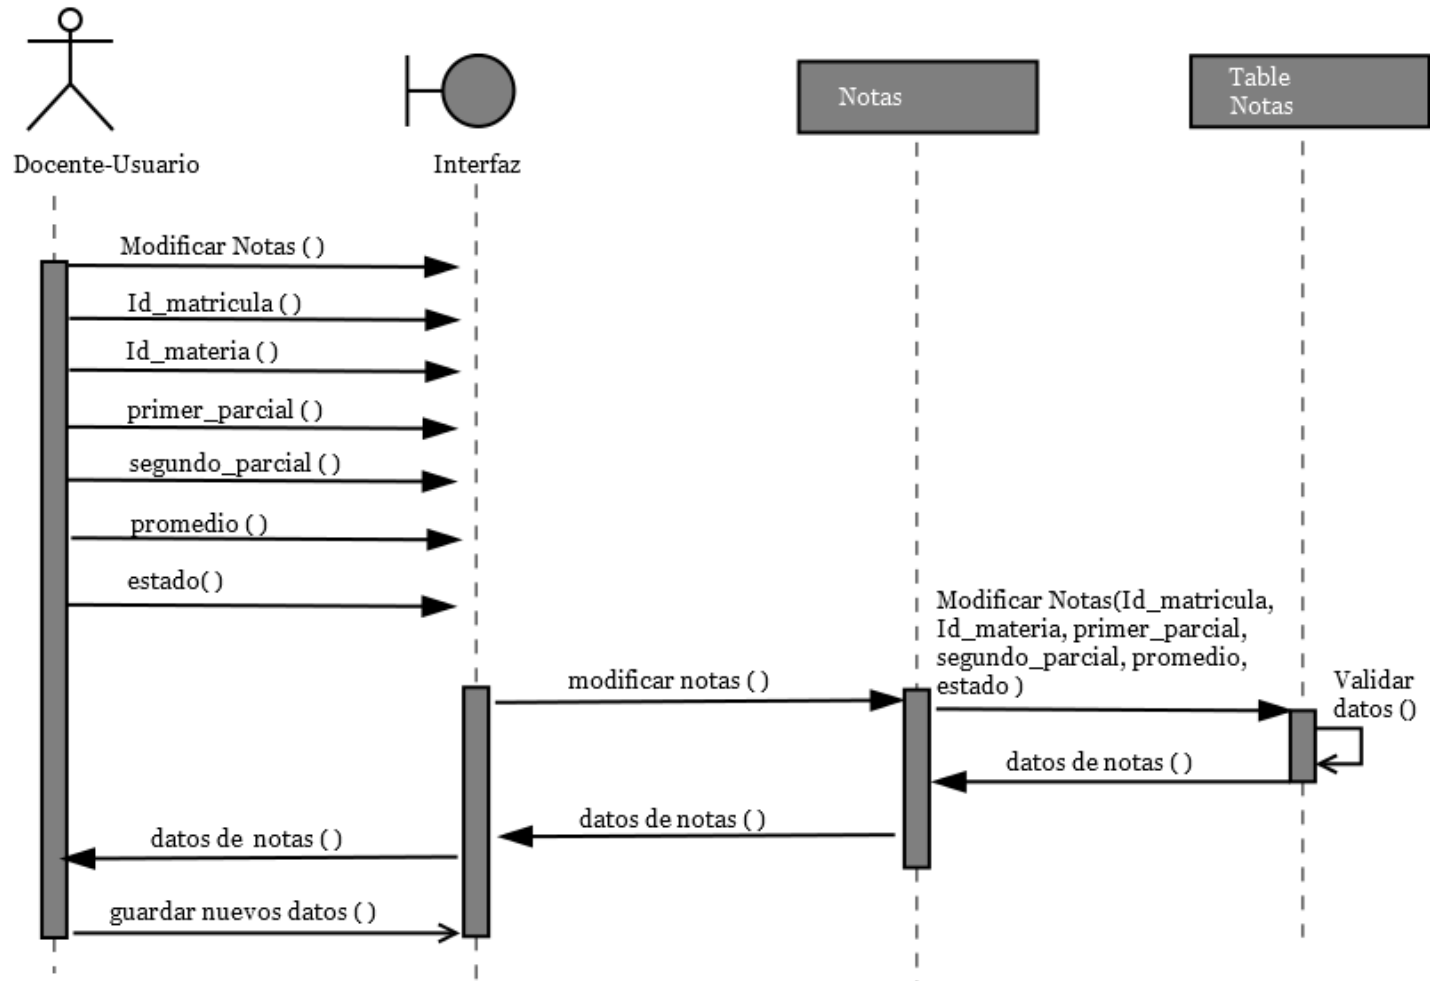 Docente-Usuario
Interfaz
Notas
Table
Notas
Modificar Notas ( )
Id_matricula ( )
Id_materia ( )
primer_parcial ( )
segundo_parcial ( )
promedio ( )
estado( )
modificar notas ( )
Modificar Notas(Id_matricula,
Id_materia, primer_parcial,
segundo_parcial, promedio,
estado )
Validar
datos ()
datos de notas ( )
datos de notas ( )
datos de  notas ( )
guardar nuevos datos ( )